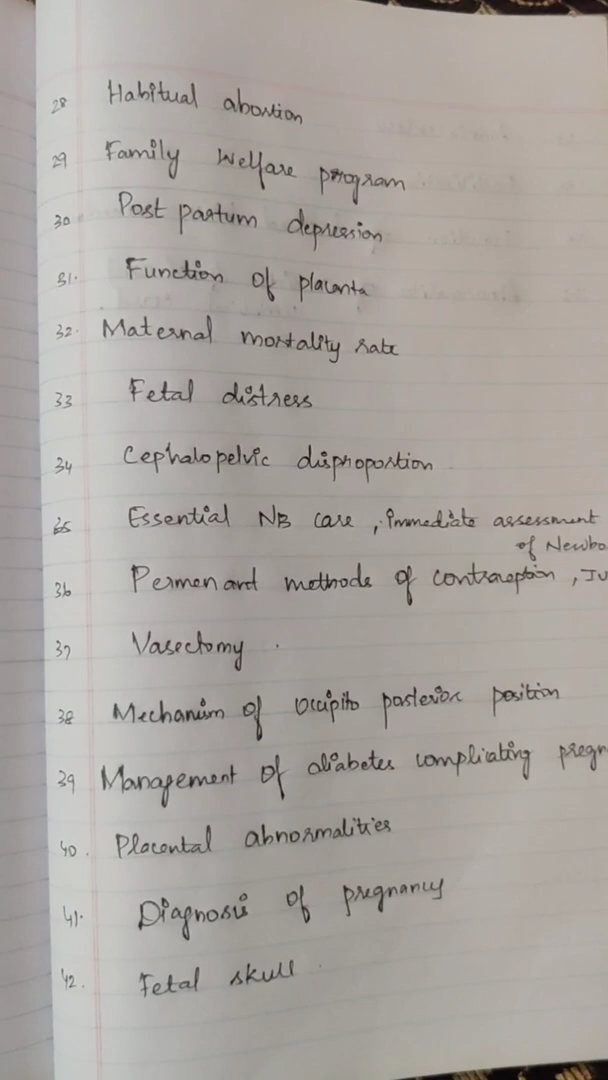 28 Habitual abortion
29 Family Welfare program
30 Post partum depression
31. Function of placenta
32. Maternal mortality rate
33 Fetal distress
34 Cephalopelvic disproportion
35 Essential NB care, immediate assessment
of Newbo
36 Permenant methods of contraception, IU
37 Vasectomy
38 Mechanism of occipito posterior position
39 Management of diabetes complicating pregn
40. Placental abnormalities
41. Diagnosis of pregnancy
42. Fetal skull